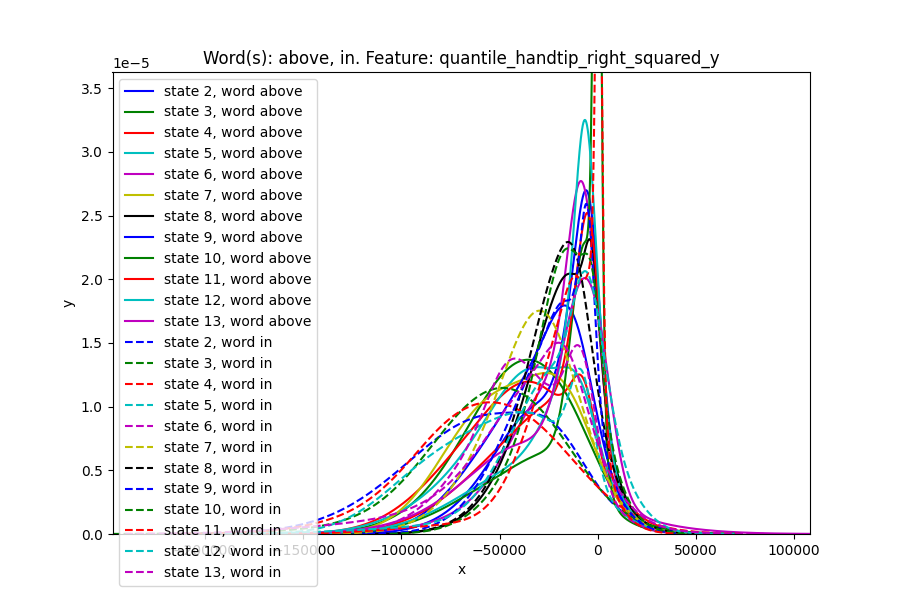 Word(s): above, in. Feature: quantile_handtip_right_squared_y
1e−5
3.5
3.0
2.5
2.0
1.5
1.0
0.5
0.0
y
state 2, word above
state 3, word above
state 4, word above
state 5, word above
state 6, word above
state 7, word above
state 8, word above
state 9, word above
state 10, word above
state 11, word above
state 12, word above
state 13, word above
state 2, word in
state 3, word in
state 4, word in
state 5, word in
state 6, word in
state 7, word in
state 8, word in
state 9, word in
state 10, word in
state 11, word in
state 12, word in
state 13, word in
−200000 −150000 −100000 −50000 0 50000 100000
x